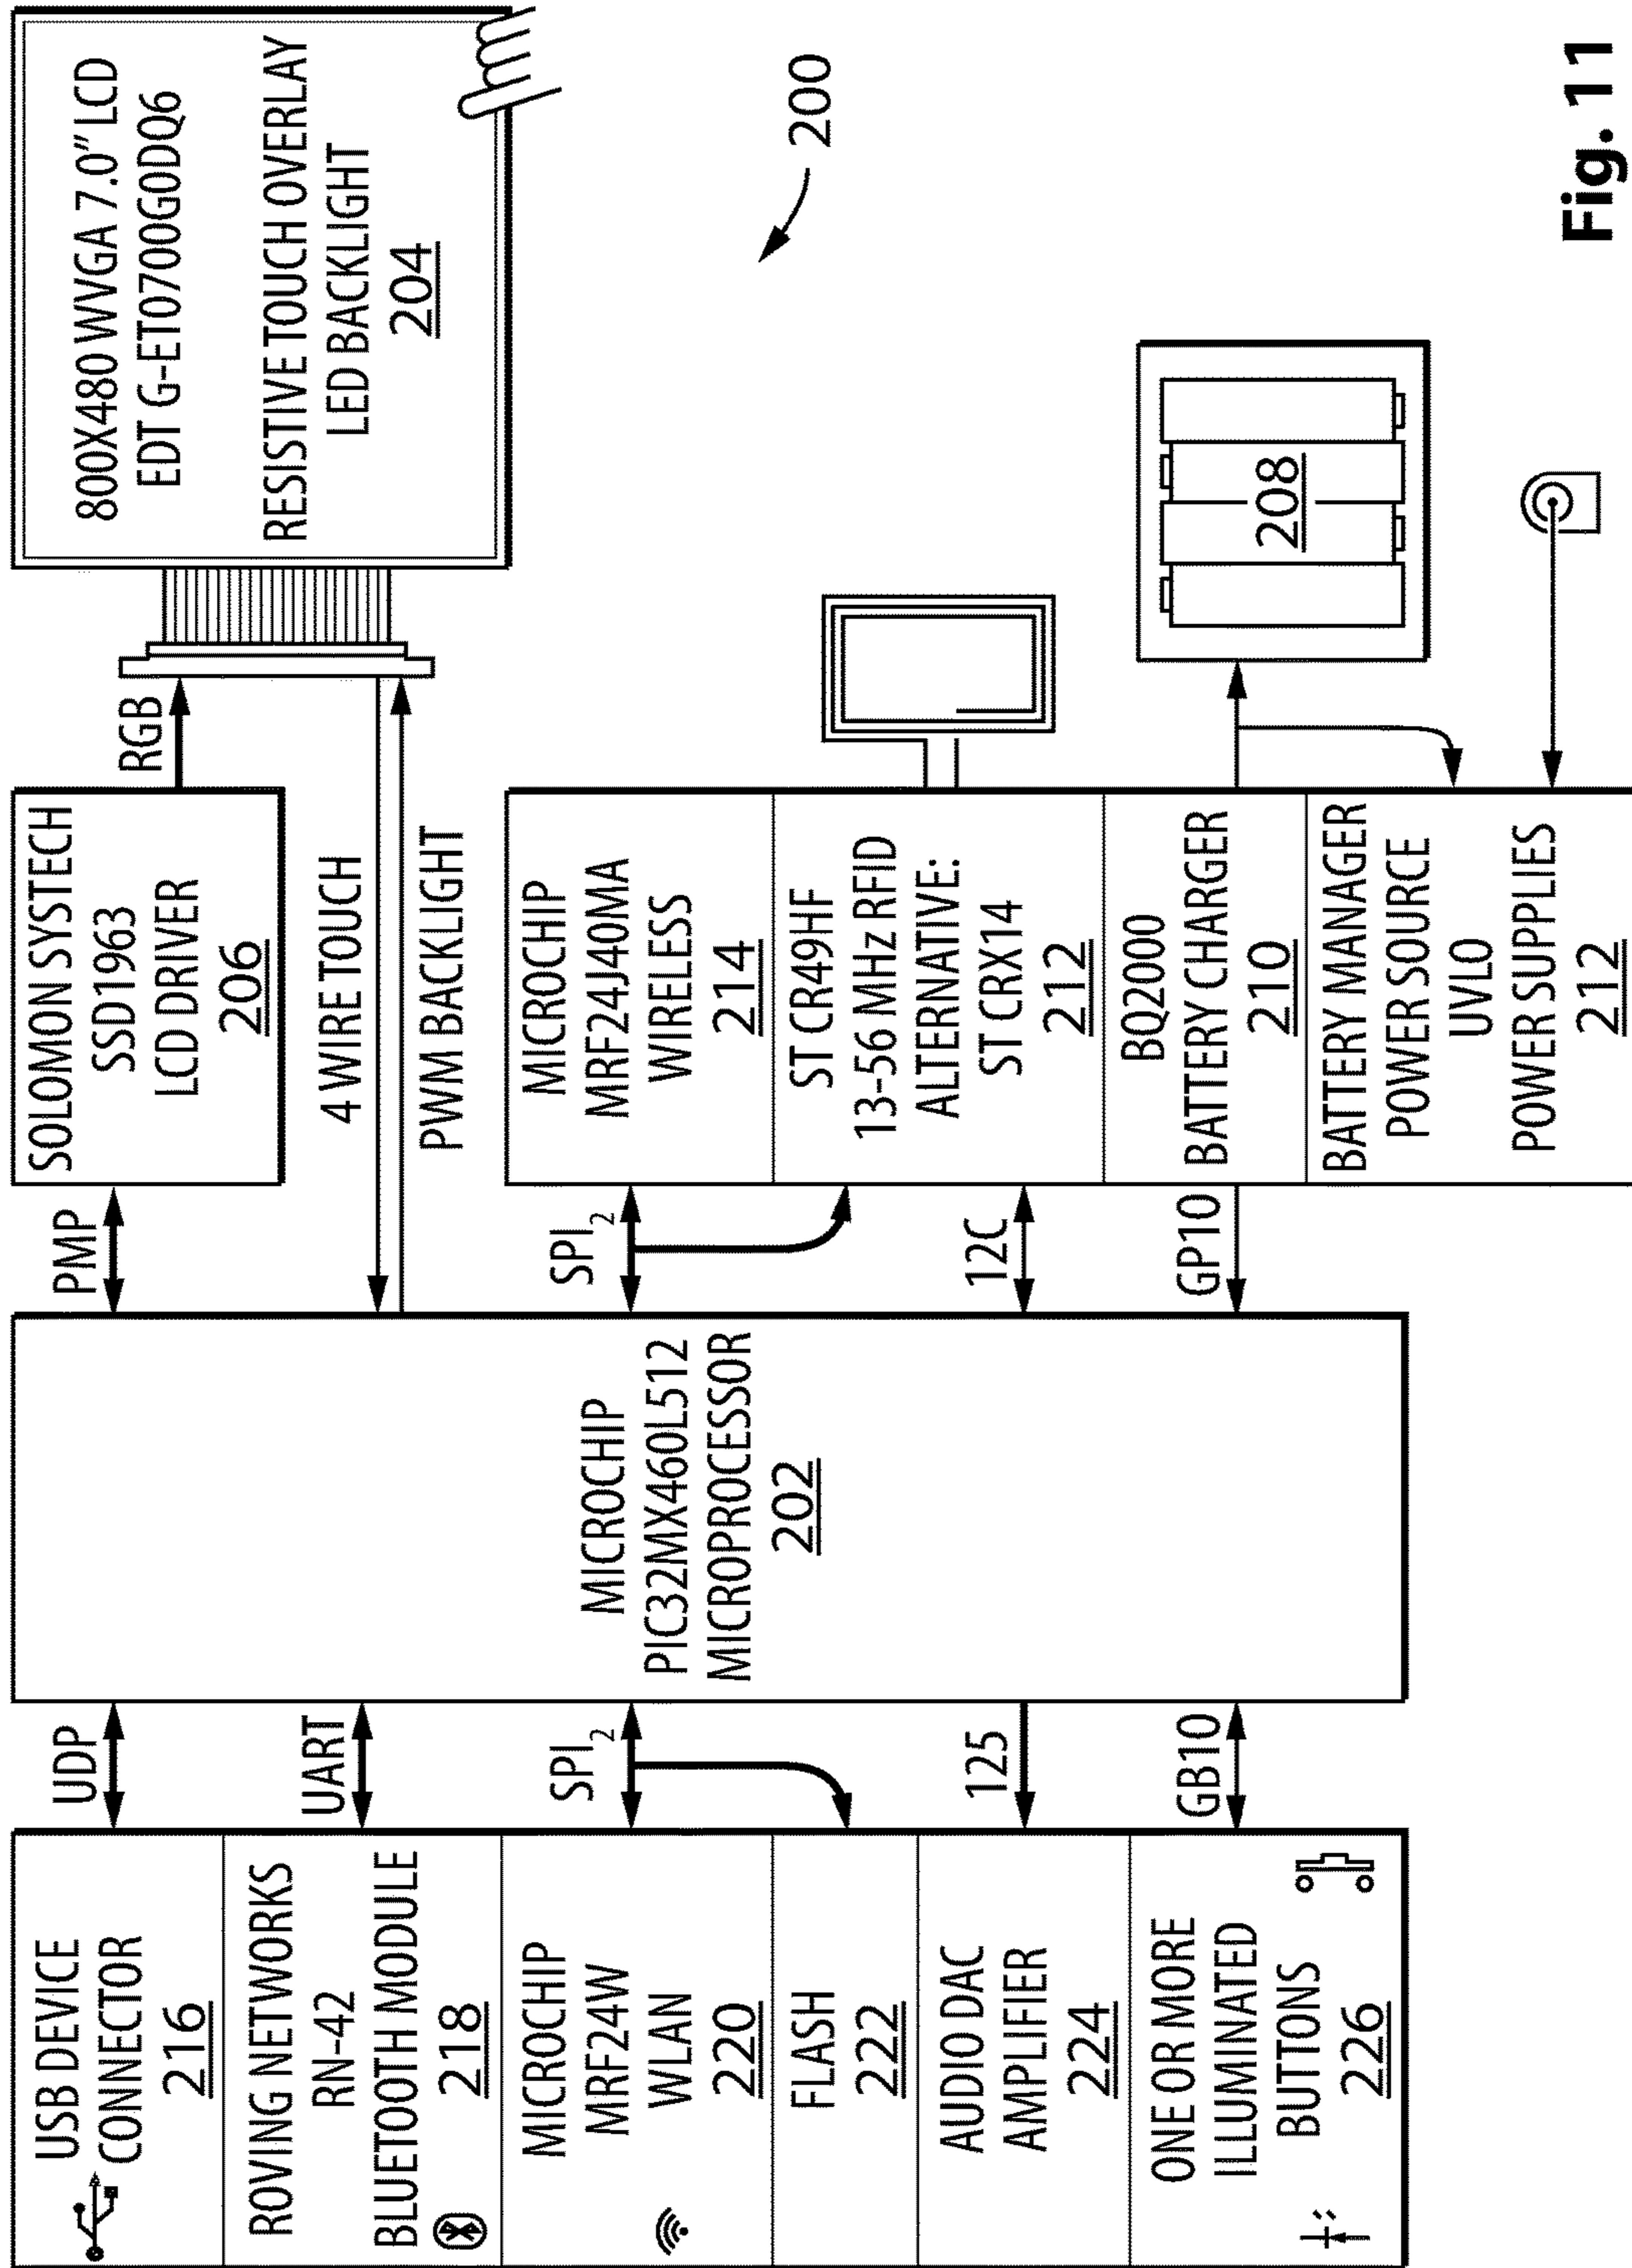 USB DEVICE
CONNECTOR
216
ROVING NETWORKS
RN-42
BLUETOOTH MODULE
218
MICROCHIP
MRF24W
WLAN
220
FLASH
222
AUDIO DAC
AMPLIFIER
224
ONE OR MORE
ILLUMINATED
BUTTONS
226
UDP
UART
SPI2
125
GB10
MICROCHIP
PIC32MX460L512
MICROPROCESSOR
202
PMP
SPI2
12C
GP10
SOLOMON SYSTECH
SSD1963
LCD DRIVER
206
RGB
4 WIRE TOUCH
PWM BACKLIGHT
MICROCHIP
MRF24J40MA
WIRELESS
214
ST CR49HF
13-56 MHz RFID
ALTERNATIVE:
ST CRX14
212
BQ2000
BATTERY CHARGER
210
BATTERY MANAGER
POWER SOURCE
UVLO
POWER SUPPLIES
212
800X480 WVGA 7.0" LCD
EDT G-ET0700G0DQ6
RESISTIVE TOUCH OVERLAY
LED BACKLIGHT
204
200
208
Fig. 11